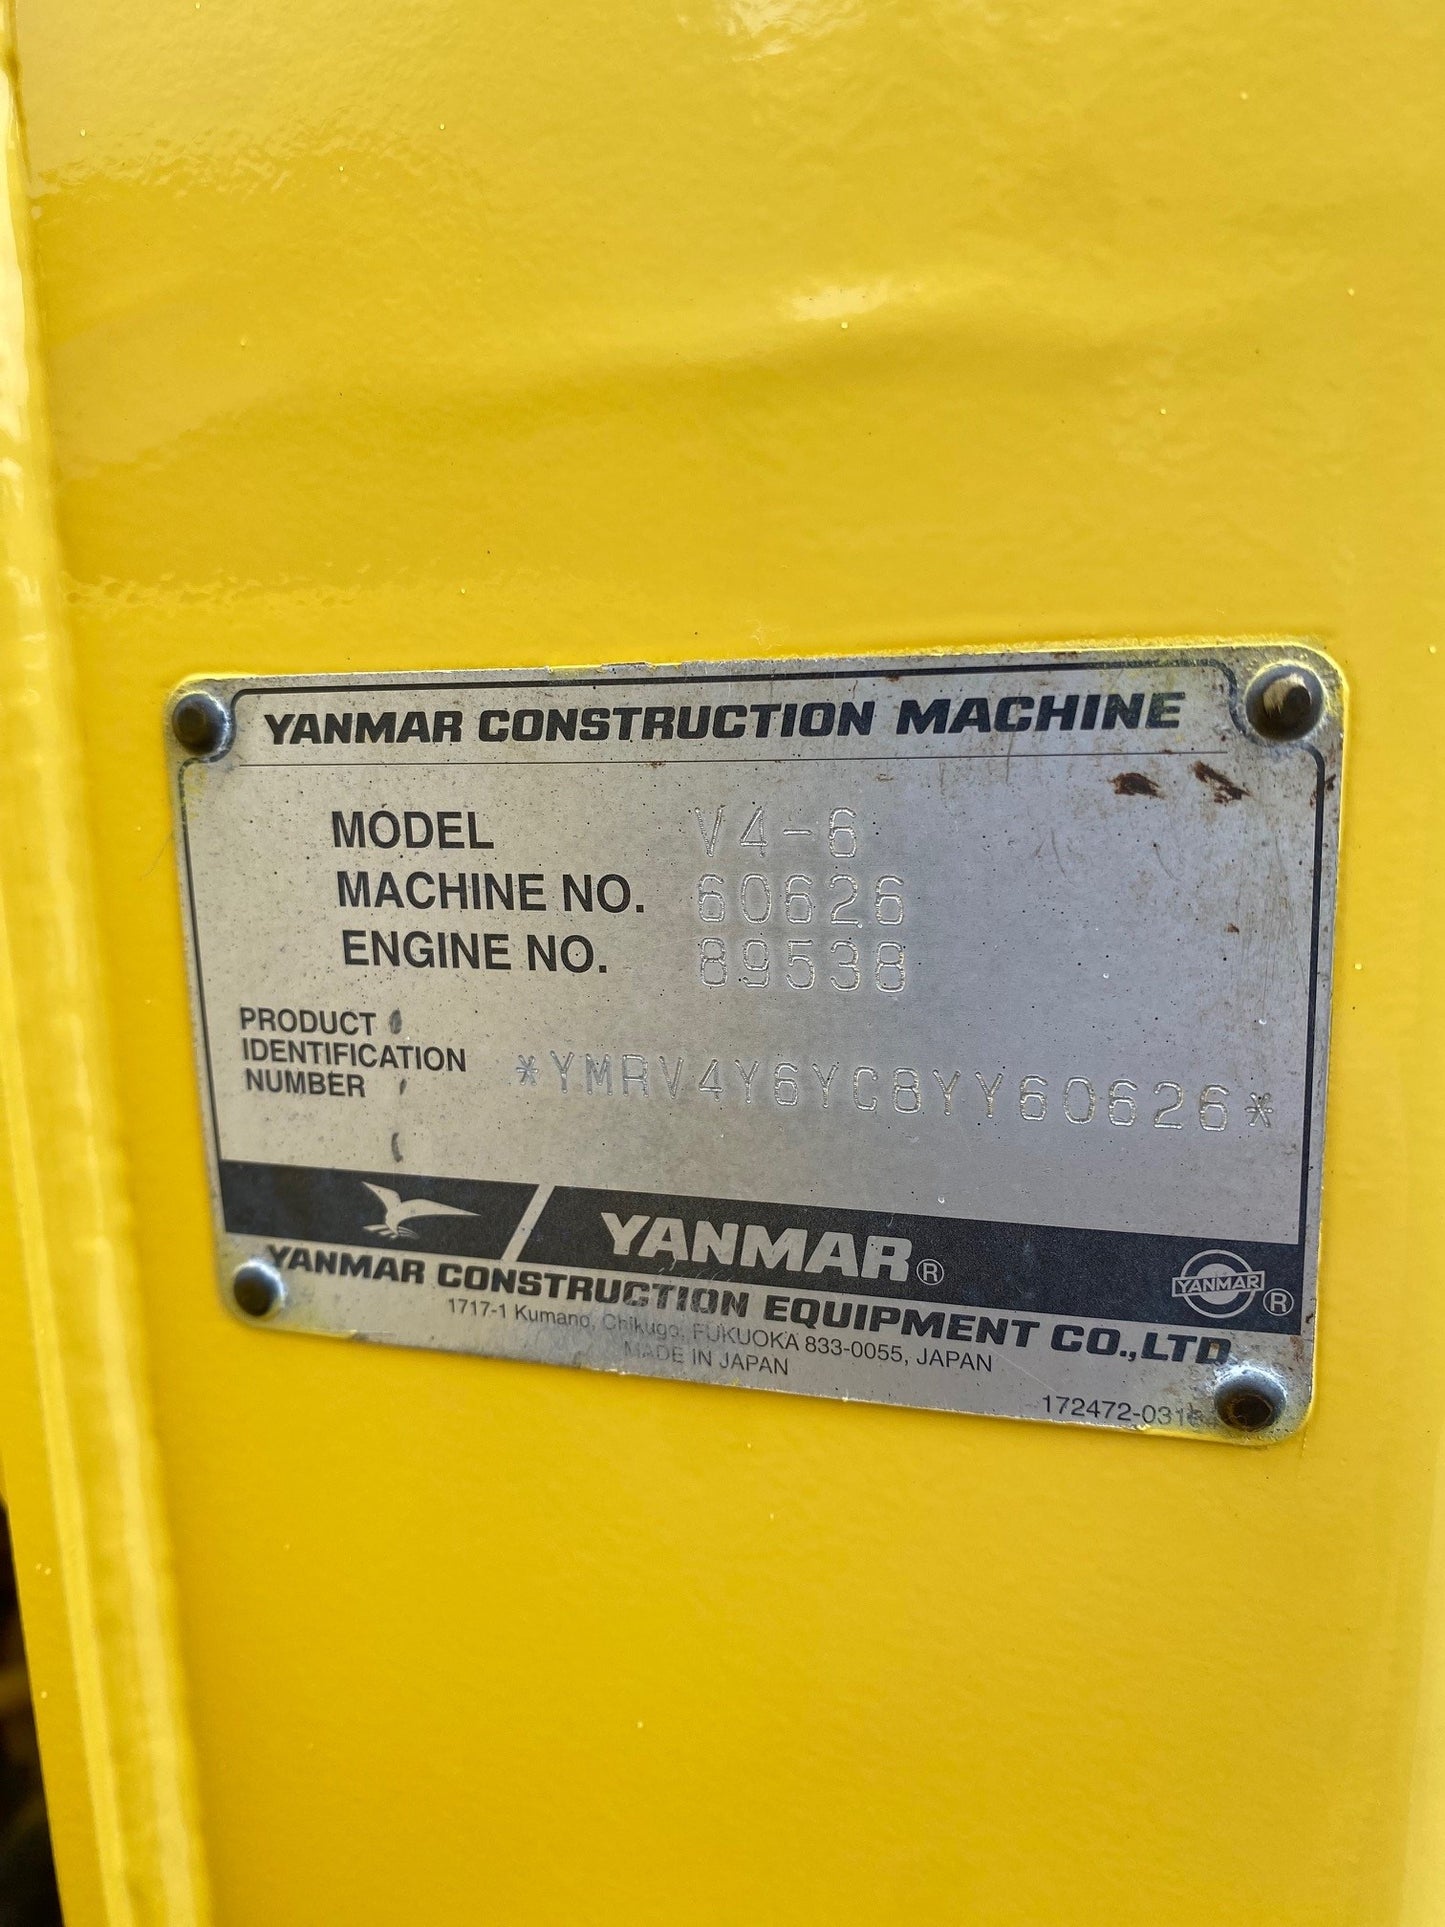 YANMAR CONSTRUCTION MACHINE
MODEL V4-6
MACHINE NO. 60626
ENGINE NO. 89538
PRODUCT
IDENTIFICATION
NUMBER *YMRV4Y6YC8YY60626*
YANMAR®
YANMAR ®
YANMAR CONSTRUCTION EQUIPMENT CO.,LTD
1717-1 Kumano, Chikugo, FUKUOKA 833-0055, JAPAN
MADE IN JAPAN